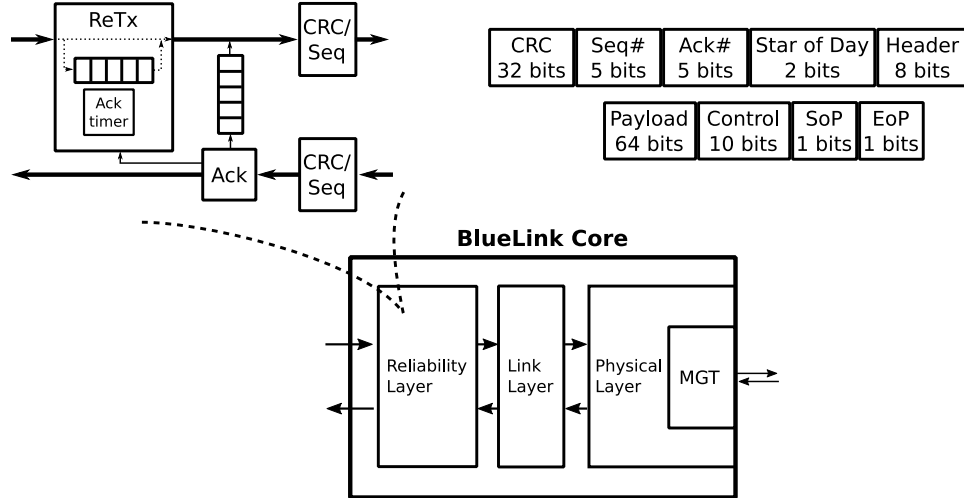 ReTx
Ack
timer
CRC/
Seq
Ack
CRC/
Seq
CRC
32 bits
Seq#
5 bits
Ack#
5 bits
Star of Day
2 bits
Header
8 bits
Payload
64 bits
Control
10 bits
SoP
1 bits
EoP
1 bits
BlueLink Core
Reliability
Layer
Link
Layer
Physical
Layer
MGT